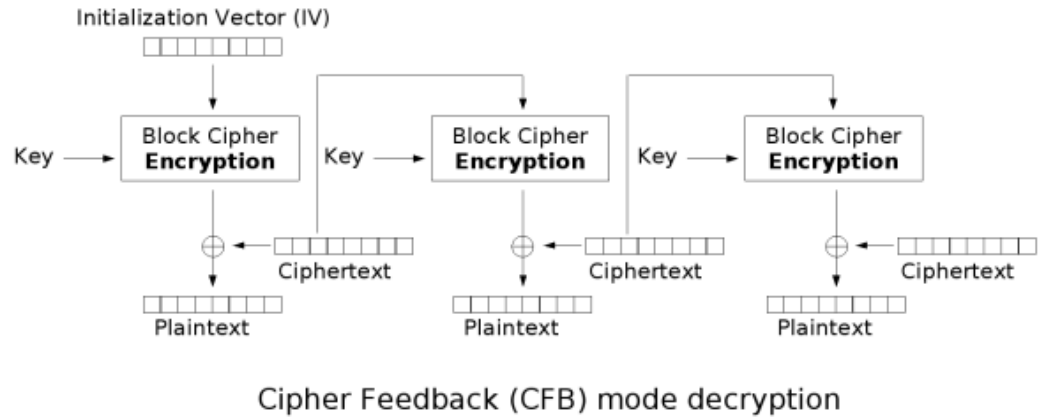 Initialization Vector (IV)
Block Cipher
Encryption
Key
Block Cipher
Encryption
Key
Block Cipher
Encryption
Key
Ciphertext
Ciphertext
Ciphertext
Plaintext
Plaintext
Plaintext
Cipher Feedback (CFB) mode decryption